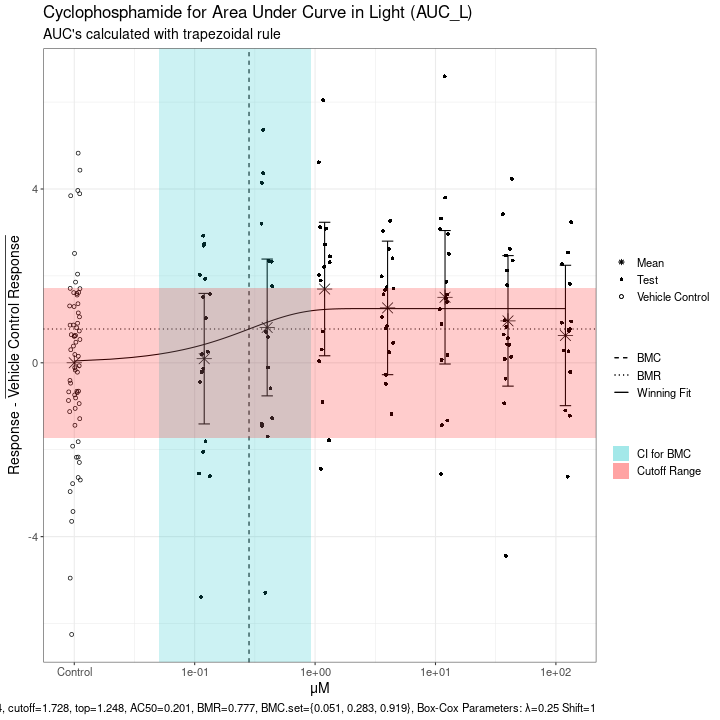 Cyclophosphamide for Area Under Curve in Light (AUC_L)
AUC's calculated with trapezoidal rule
Response - Vehicle Control Response
4
0
-4
Control
1e-01
1e+00
1e+01
1e+02
μM
Mean
Test
Vehicle Control
BMC
BMR
Winning Fit
CI for BMC
Cutoff Range
, cutoff=1.728, top=1.248, AC50=0.201, BMR=0.777, BMC.set={0.051, 0.283, 0.919}, Box-Cox Parameters: λ=0.25 Shift=1